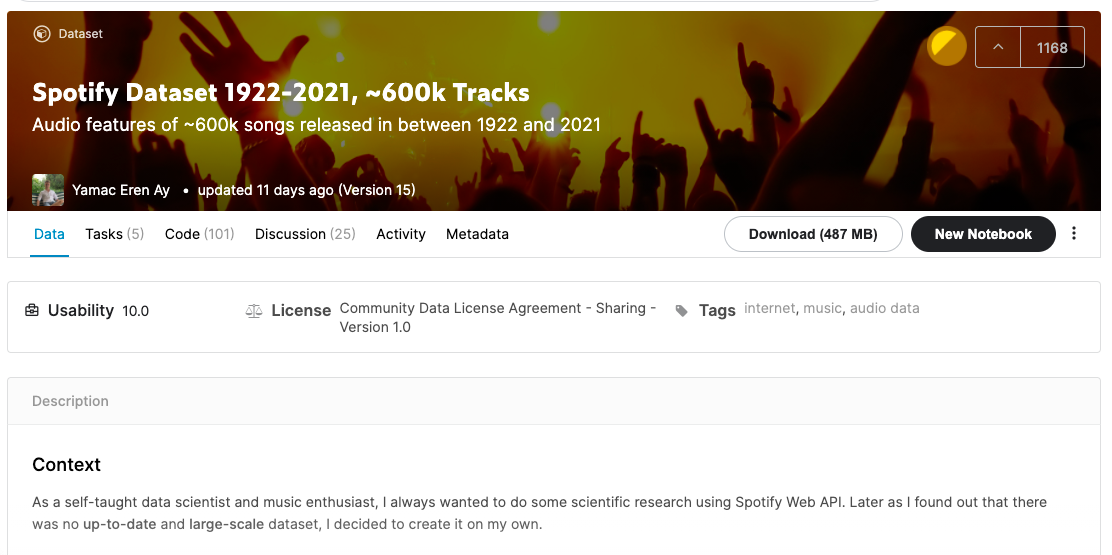 Dataset
1168
Spotify Dataset 1922-2021, ~600k Tracks
Audio features of ~600k songs released in between 1922 and 2021
Yamac Eren Ay • updated 11 days ago (Version 15)
Data Tasks (5) Code (101) Discussion (25) Activity Metadata Download (487 MB) New Notebook
Usability 10.0 License Community Data License Agreement - Sharing - Tags internet, music, audio data
Version 1.0
Description
Context
As a self-taught data scientist and music enthusiast, I always wanted to do some scientific research using Spotify Web API. Later as I found out that there
was no up-to-date and large-scale dataset, I decided to create it on my own.